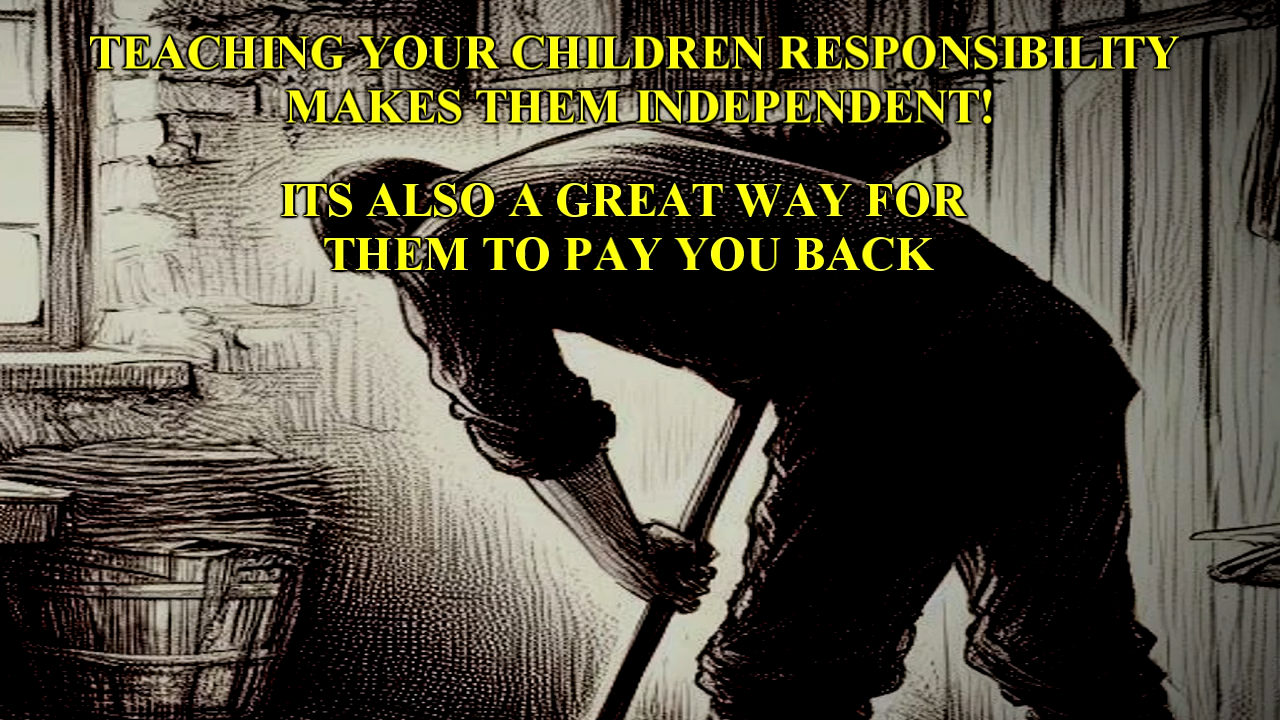 TEACHING YOUR CHILDREN RESPONSIBILITY
MAKES THEM INDEPENDENT!
ITS ALSO A GREAT WAY FOR
THEM TO PAY YOU BACK